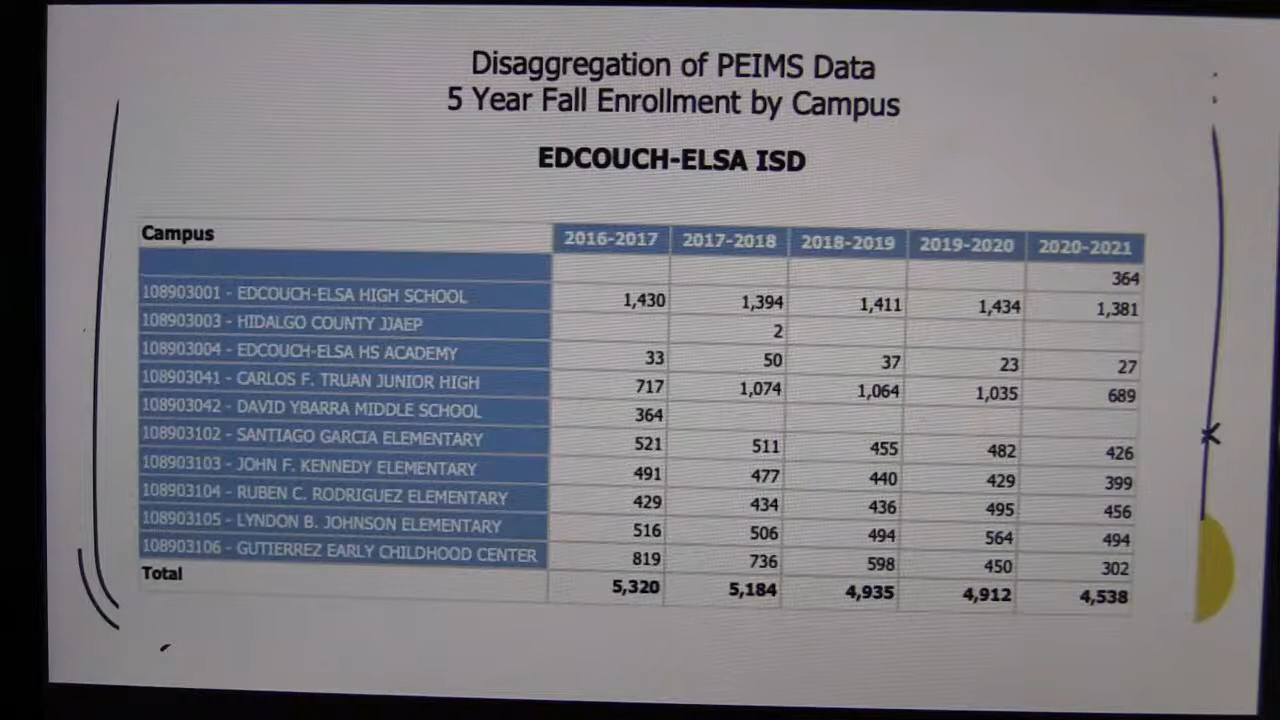 Disaggregation of PEIMS Data
5 Year Fall Enrollment by Campus
EDCOUCH-ELSA ISD
Campus 2016-2017 2017-2018 2018-2019 2019-2020 2020-2021
364
108903001 - EDCOUCH-ELSA HIGH SCHOOL 1,430 1,394 1,411 1,434 1,381
108903003 - HIDALGO COUNTY JJAEP 2
108903004 - EDCOUCH-ELSA HS ACADEMY 33 50 37 23 27
108903041 - CARLOS F. TRUAN JUNIOR HIGH 717 1,074 1,064 1,035 689
108903042 - DAVID YBARRA MIDDLE SCHOOL 364
108903102 - SANTIAGO GARCIA ELEMENTARY 521 511 455 482 426
108903103 - JOHN F. KENNEDY ELEMENTARY 491 477 440 429 399
108903104 - RUBEN C. RODRIGUEZ ELEMENTARY 429 434 436 495 456
108903105 - LYNDON B. JOHNSON ELEMENTARY 516 506 494 564 494
108903106 - GUTIERREZ EARLY CHILDHOOD CENTER 819 736 598 450 302
Total 5,320 5,184 4,935 4,912 4,538